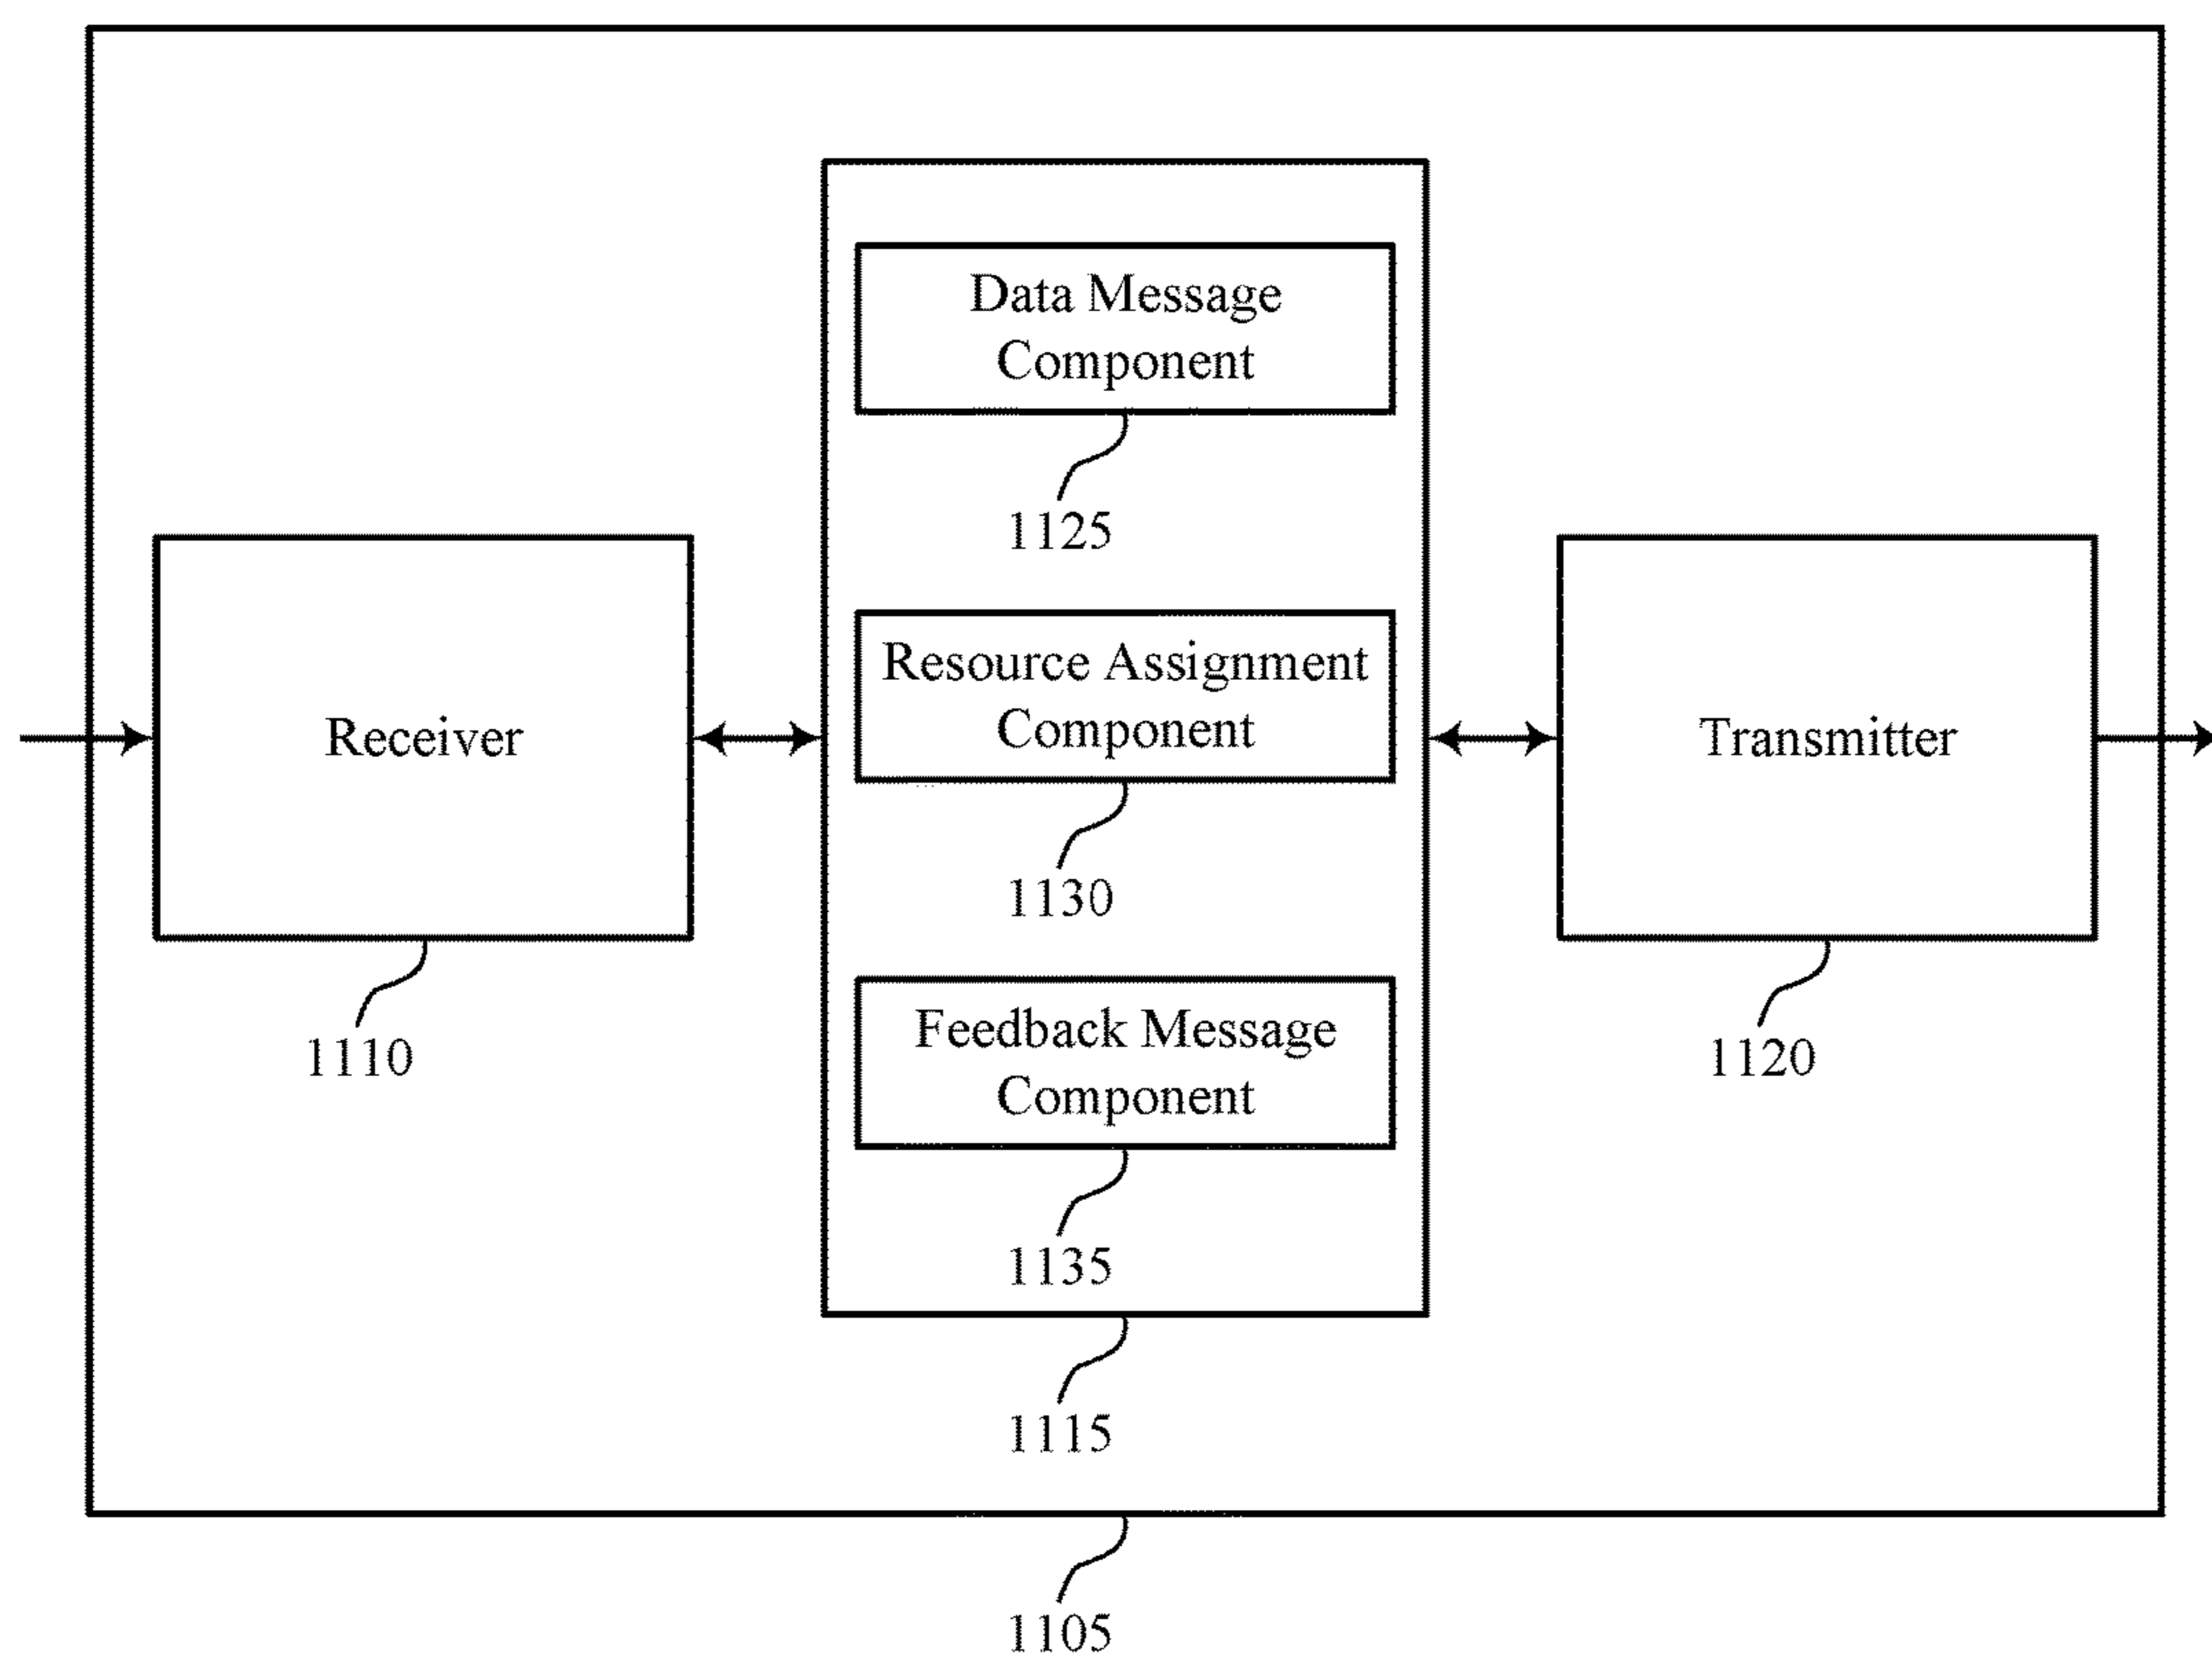 Data Message
Component
1125
Receiver
1110
Resource Assignment
Component
1130
Feedback Message
Component
1135
Transmitter
1120
1115
1105